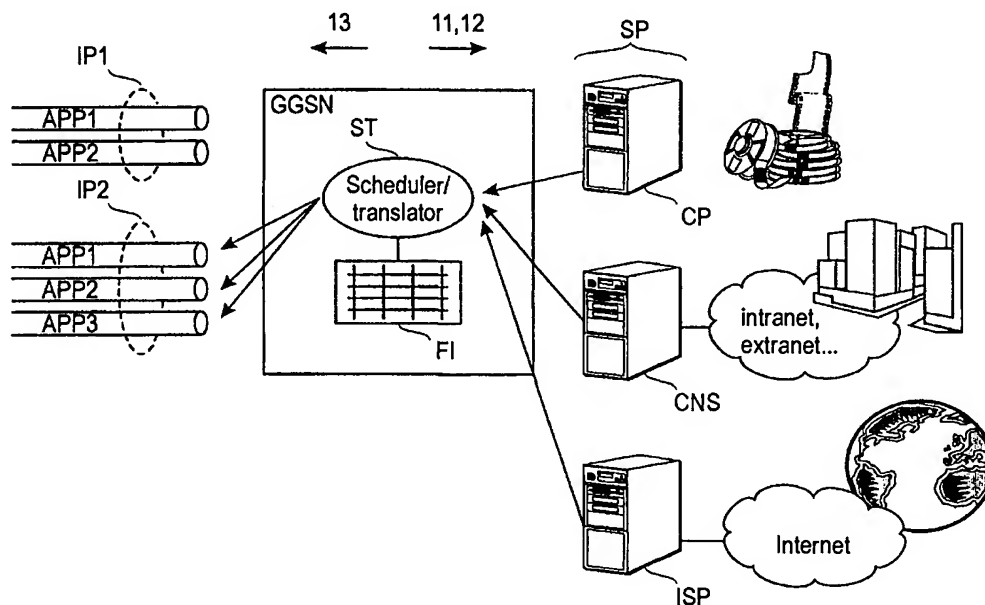 13
11,12
SP
IP1
APP1
APP2
GGSN
ST
Scheduler/
translator
CP
IP2
APP1
APP2
APP3
FI
intranet,
extranet...
CNS
Internet
ISP